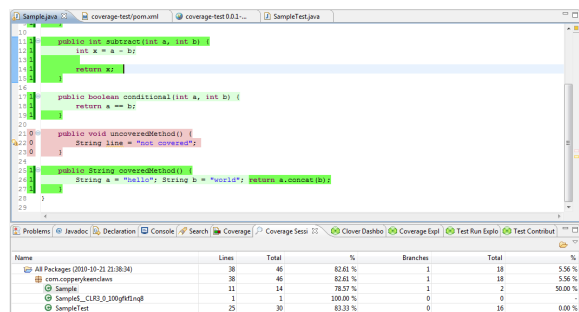 Sample.java coverage-test/pom.xml coverage-test 0.0.1-... SampleTest.java
10
11 1 public int subtract(int a, int b) {
12 1 int x = a - b;
13 1
14 1 return x;
15 1 }
16
17 1 public boolean conditional(int a, int b) {
18 1 return a == b;
19 1 }
20
21 0 public void uncoveredMethod() {
22 0 String line = "not covered";
23 0 }
24
25 1 public String coveredMethod() {
26 1 String a = "hello"; String b = "world"; return a.concat(b);
27 1 }
28 }
29
Problems Javadoc Declaration Console Search Coverage Coverage Sessi Clover Dashbo Coverage Expl Test Run Explo Test Contribut
Name Lines Total % Branches Total %
All Packages (2010-10-21 21:38:34) 38 46 82.61 % 1 18 5.56 %
com.copperykeenclaws 38 46 82.61 % 1 18 5.56 %
Sample 11 14 78.57 % 1 2 50.00 %
1 1 100.00 % 0 0 -
SampleTest 25 30 83.33 % 0 16 0.00 %